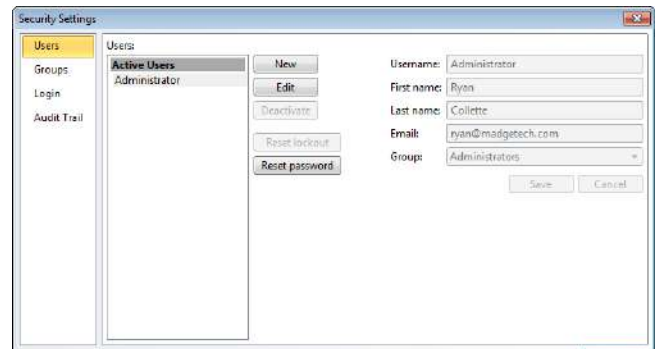 Security Settings
Users
Groups
Login
Audit Trail
Users:
Active Users
Administrator
New
Edit
Deactivate
Reset lockout
Reset password
Username: Administrator
First name: Ryan
Last name: Collette
Email: ryan@madgetech.com
Group: Administrators
Save Cancel